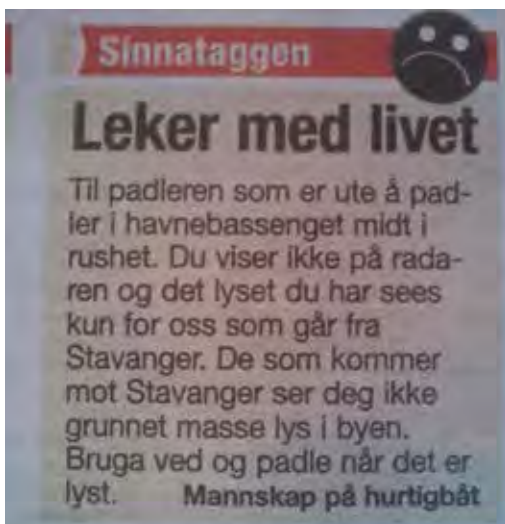 Sinnataggen
Leker med livet
Til padleren som er ute å pad-
ler i havnebassenget midt i
rushet. Du viser ikke på rada-
ren og det lyset du har sees
kun for oss som går fra
Stavanger. De som kommer
mot Stavanger ser deg ikke
grunnet masse lys i byen.
Bruga ved og padle når det er
lyst. Mannskap på hurtigbåt